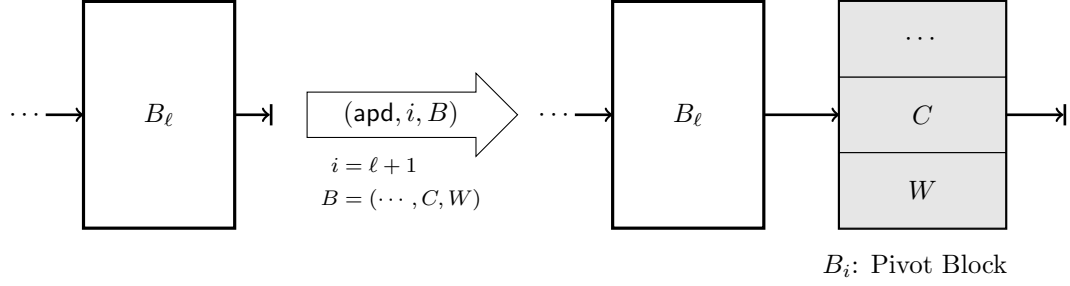 ⋯
B_ℓ
(apd, i, B)
i = ℓ + 1
B = (⋯, C, W)
⋯
B_ℓ
⋯
C
W
B_i: Pivot Block